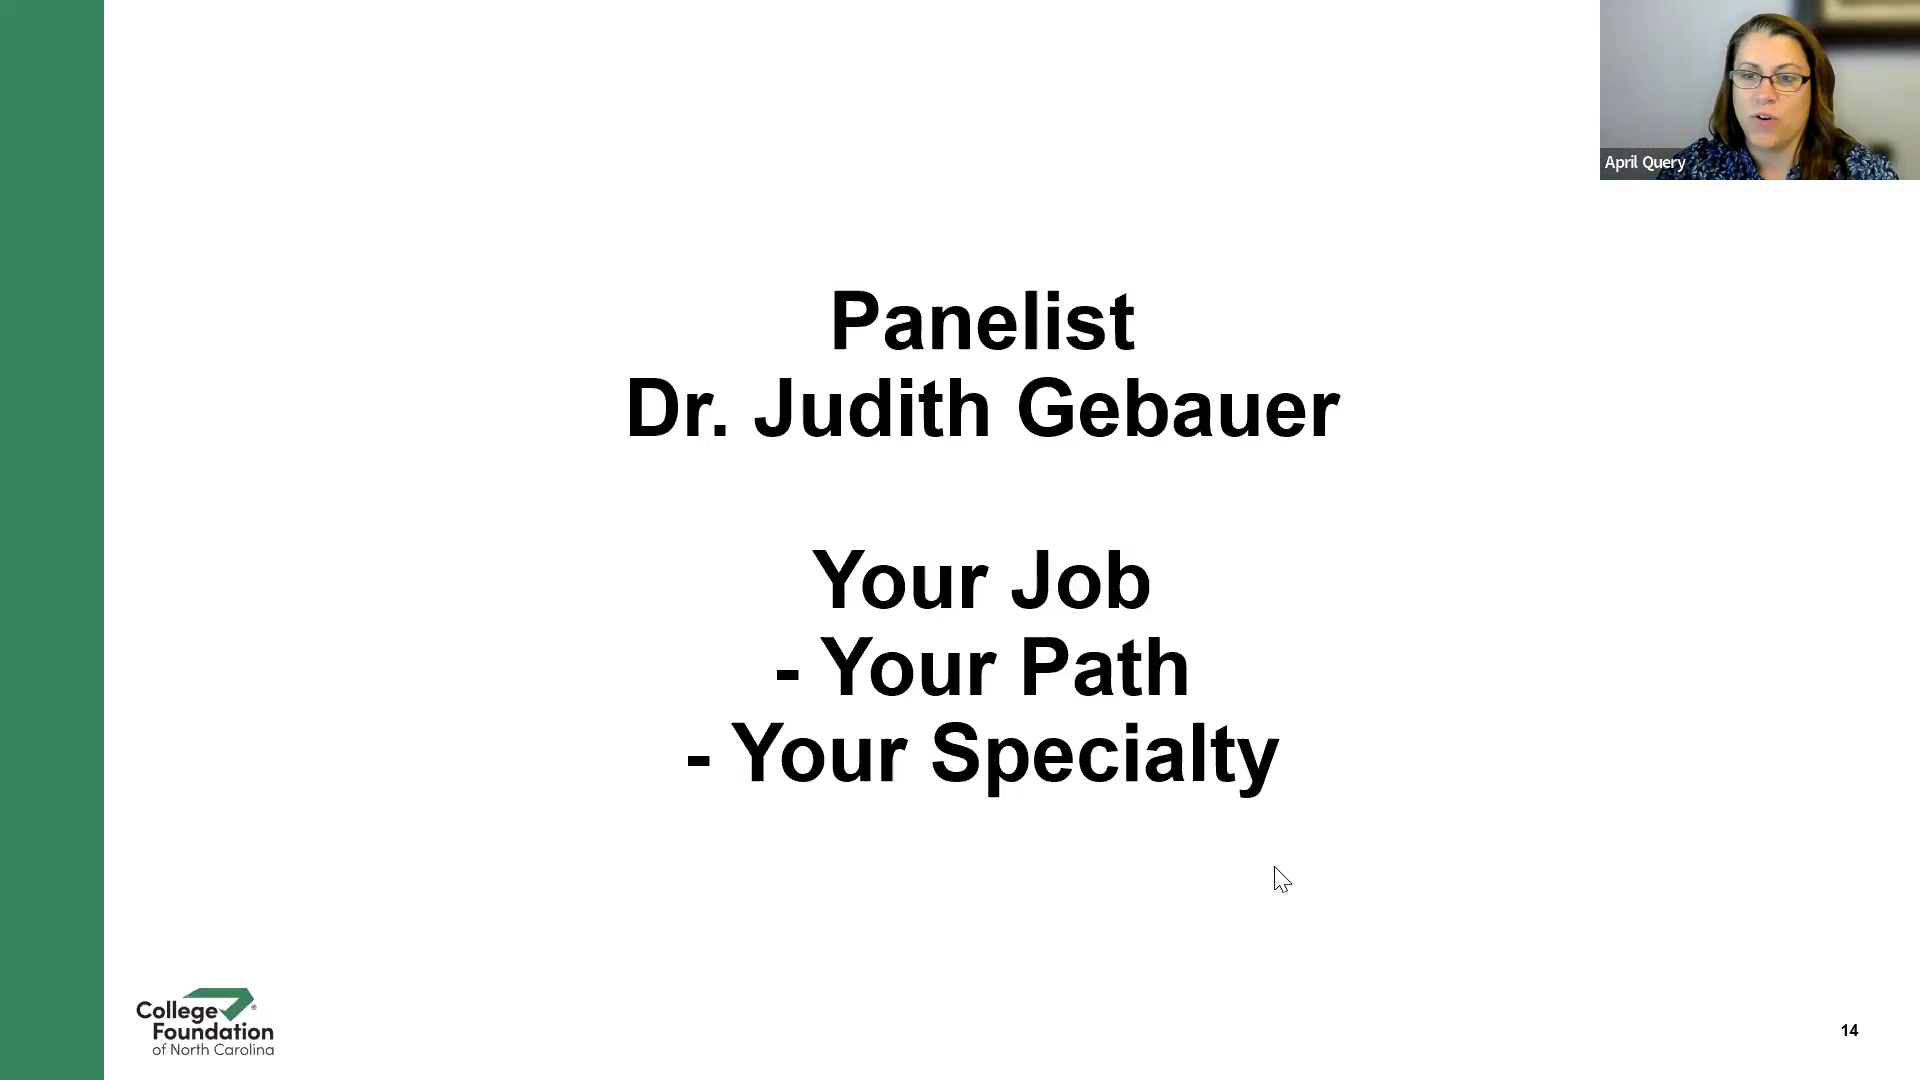 April Query
Panelist
Dr. Judith Gebauer
Your Job
- Your Path
- Your Specialty
College
Foundation
of North Carolina
14